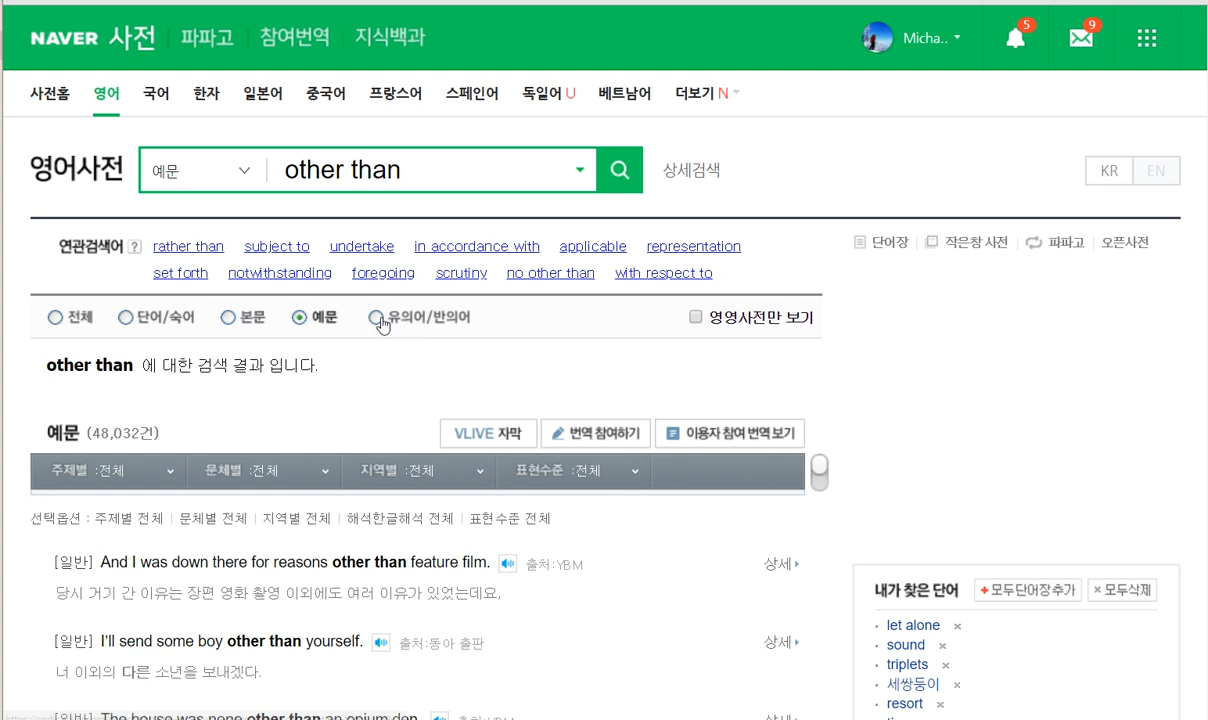 NAVER 사전 파파고 참여번역 지식백과 Micha.. 5 9
사전홈 영어 국어 한자 일본어 중국어 프랑스어 스페인어 독일어 U 베트남어 더보기 N
영어사전 예문 other than 상세검색 KR EN
연관검색어 ? rather than subject to undertake in accordance with applicable representation
set forth notwithstanding foregoing scrutiny no other than with respect to
단어장 작은창 사전 파파고 오픈사전
전체 단어/숙어 본문 예문 유의어/반의어 영영사전만 보기
other than 에 대한 검색 결과 입니다.
예문 (48,032건) VLIVE 자막 번역 참여하기 이용자 참여 번역 보기
주제별 :전체 문체별 :전체 지역별 :전체 표현수준 :전체
선택옵션 : 주제별 전체 | 문체별 전체 | 지역별 전체 | 해석한글해석 전체 | 표현수준 전체
[일반] And I was down there for reasons other than feature film. 출처:YBM 상세
당시 거기 간 이유는 장편 영화 촬영 이외에도 여러 이유가 있었는데요,
[일반] I'll send some boy other than yourself. 출처:동아 출판 상세
너 이외의 다른 소년을 보내겠다.
[일반] The house was none other than an opium den. 출처:YBM 상세
내가 찾은 단어 +모두단어장추가 ×모두삭제
· let alone ×
· sound ×
· triplets ×
· 세쌍둥이 ×
· resort ×